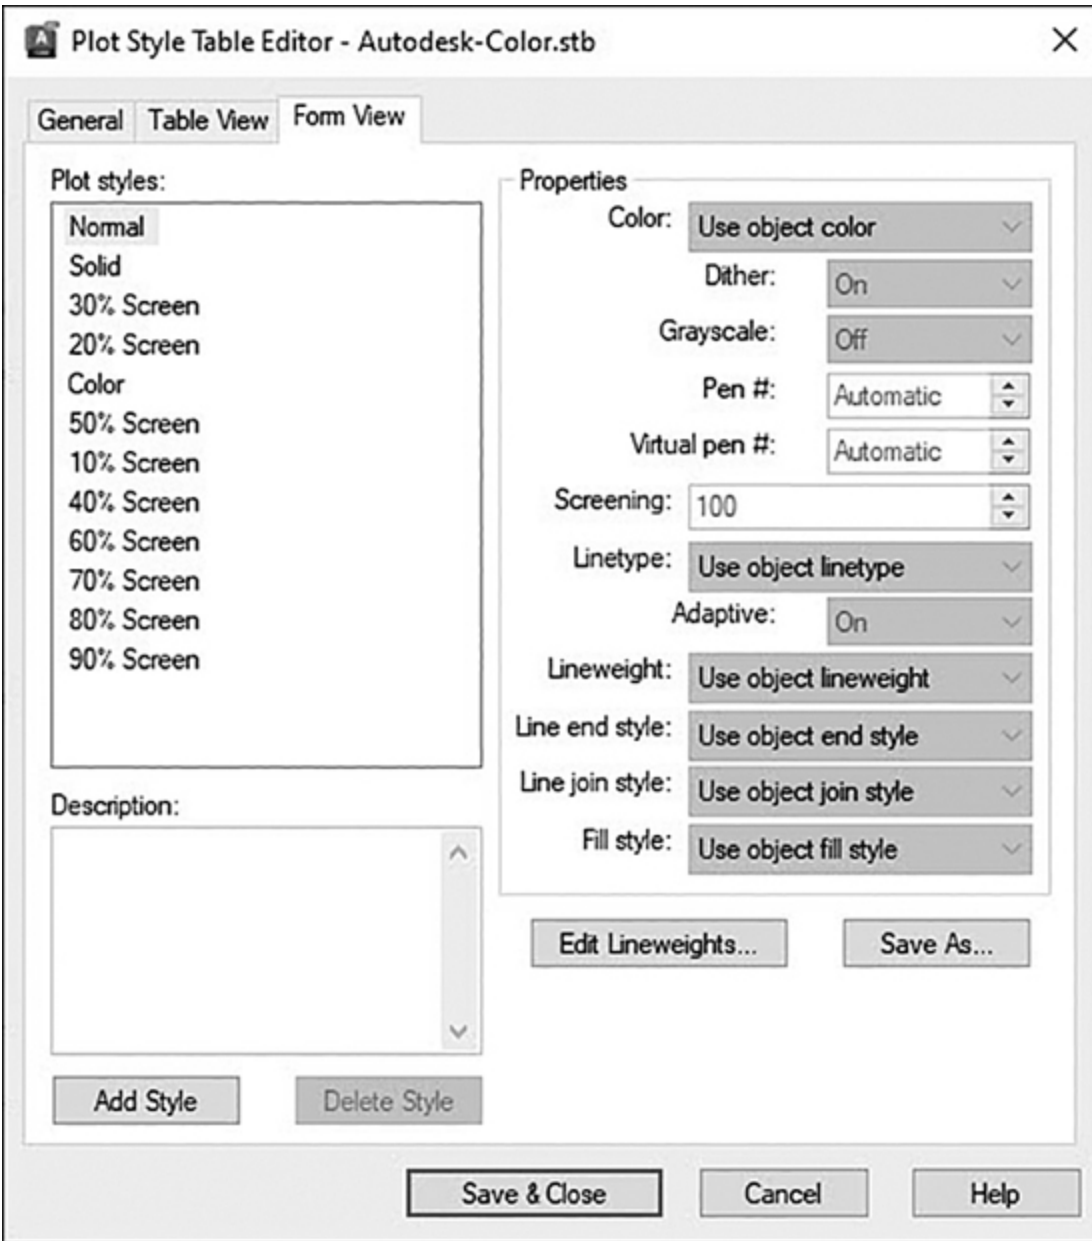 Plot Style Table Editor - Autodesk-Color.stb
General Table View Form View
Plot styles:
Normal
Solid
30% Screen
20% Screen
Color
50% Screen
10% Screen
40% Screen
60% Screen
70% Screen
80% Screen
90% Screen
Description:
Add Style Delete Style
Properties
Color: Use object color
Dither: On
Grayscale: Off
Pen #: Automatic
Virtual pen #: Automatic
Screening: 100
Linetype: Use object linetype
Adaptive: On
Lineweight: Use object lineweight
Line end style: Use object end style
Line join style: Use object join style
Fill style: Use object fill style
Edit Lineweights... Save As...
Save & Close Cancel Help